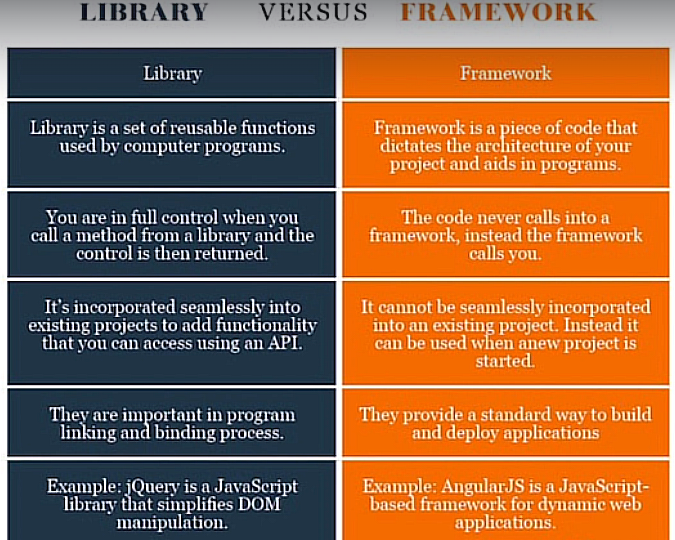 LIBRARY VERSUS FRAMEWORK
Library
Framework
Library is a set of reusable functions
used by computer programs.
Framework is a piece of code that
dictates the architecture of your
project and aids in programs.
You are in full control when you
call a method from a library and the
control is then returned.
The code never calls into a
framework, instead the framework
calls you.
It's incorporated seamlessly into
existing projects to add functionality
that you can access using an API.
It cannot be seamlessly incorporated
into an existing project. Instead it
can be used when anew project is
started.
They are important in program
linking and binding process.
They provide a standard way to build
and deploy applications
Example: jQuery is a JavaScript
library that simplifies DOM
manipulation.
Example: AngularJS is a JavaScript-
based framework for dynamic web
applications.